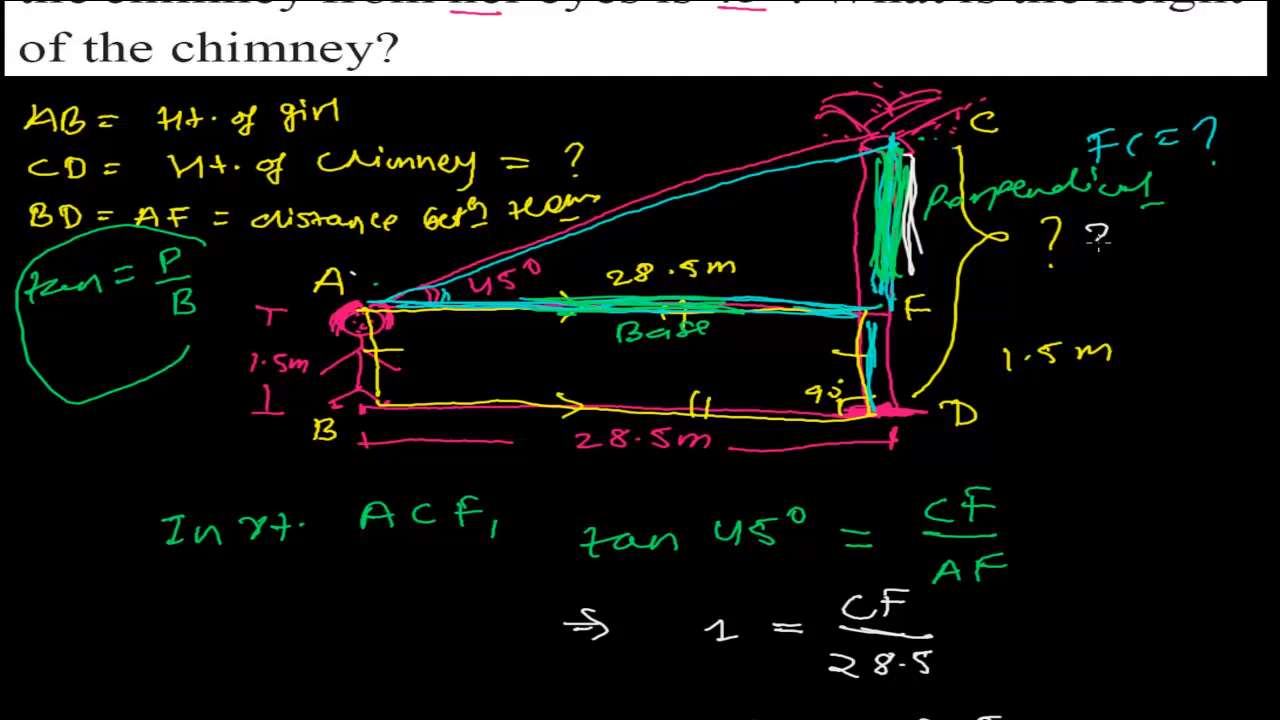 of the chimney?
AB = Ht. of girl
CD = Ht. of chimney = ?
BD = AF = distance betn them
tan = P
B
C
FC = ?
Perpendicul
? ?
A
45°
28.5m
F
Base
1.5m
1.5 m
90°
B
D
28.5m
In rt. ACF, tan 45° = CF
AF
⇒ 1 = CF
28.5